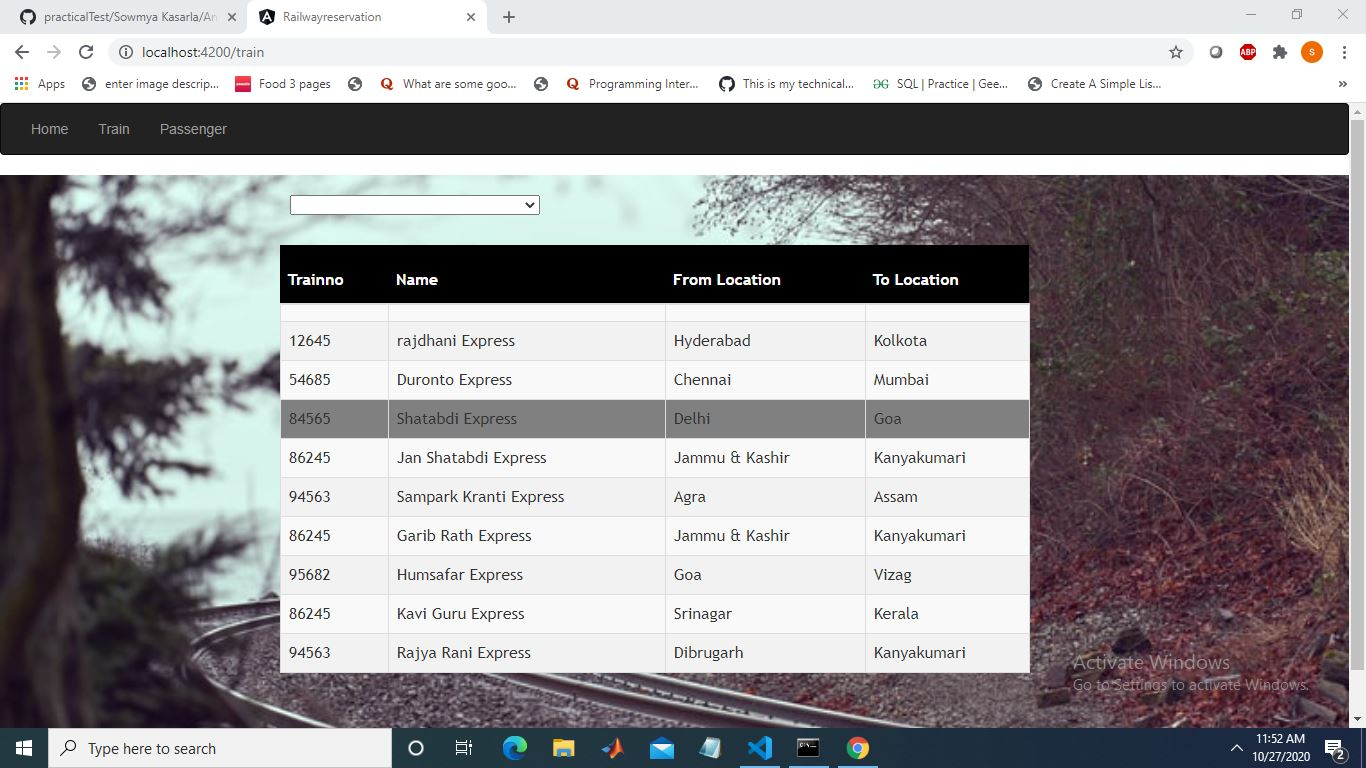 practicalTest/Sowmya Kasarla/An
Railwayreservation
localhost:4200/train
ABP
S
Apps
enter image descrip...
Food 3 pages
What are some goo...
Programming Inter...
This is my technical...
SQL | Practice | Gee...
Create A Simple Lis...
Home Train Passenger
Trainno Name From Location To Location
12645 rajdhani Express Hyderabad Kolkota
54685 Duronto Express Chennai Mumbai
84565 Shatabdi Express Delhi Goa
86245 Jan Shatabdi Express Jammu & Kashir Kanyakumari
94563 Sampark Kranti Express Agra Assam
86245 Garib Rath Express Jammu & Kashir Kanyakumari
95682 Humsafar Express Goa Vizag
86245 Kavi Guru Express Srinagar Kerala
94563 Rajya Rani Express Dibrugarh Kanyakumari
Activate Windows
Go to Settings to activate Windows.
Type here to search
11:52 AM
10/27/2020
2